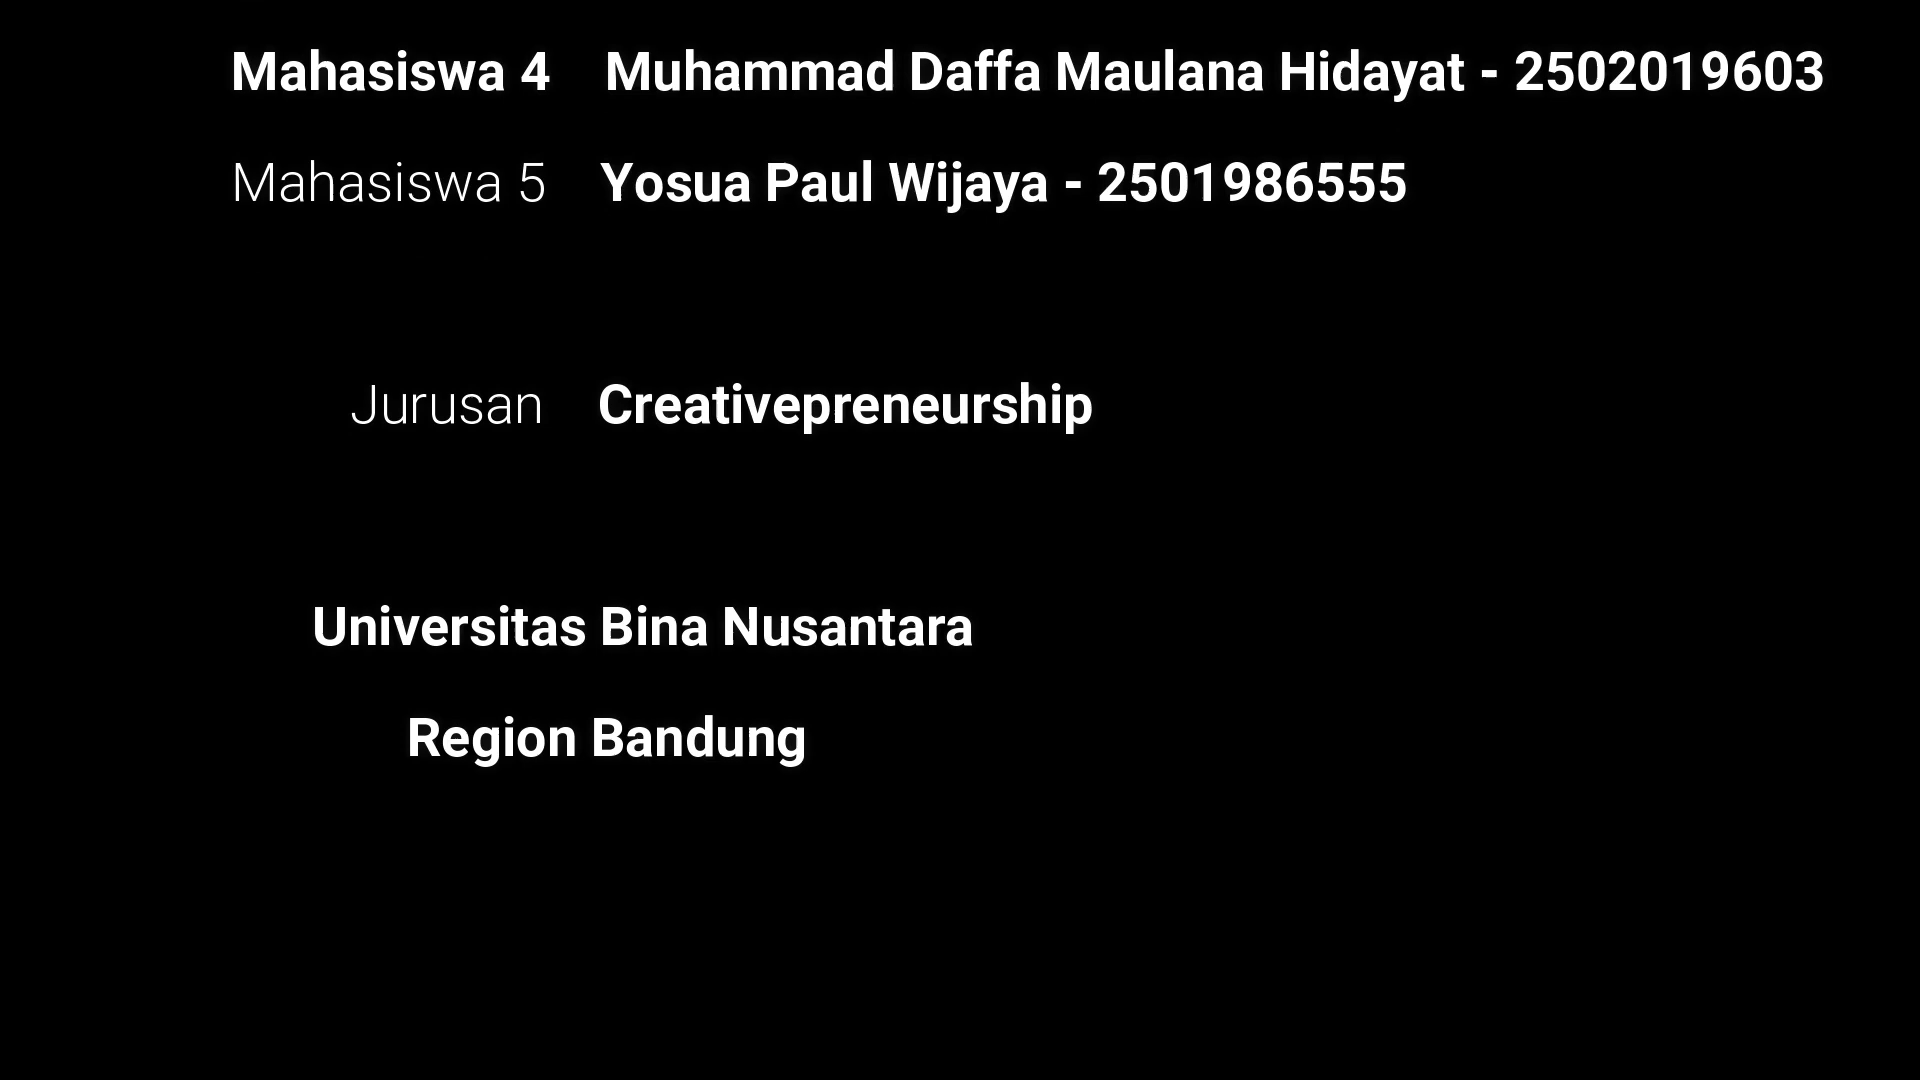 Mahasiswa 4 Muhammad Daffa Maulana Hidayat - 2502019603
Mahasiswa 5 Yosua Paul Wijaya - 2501986555
Jurusan Creativepreneurship
Universitas Bina Nusantara
Region Bandung